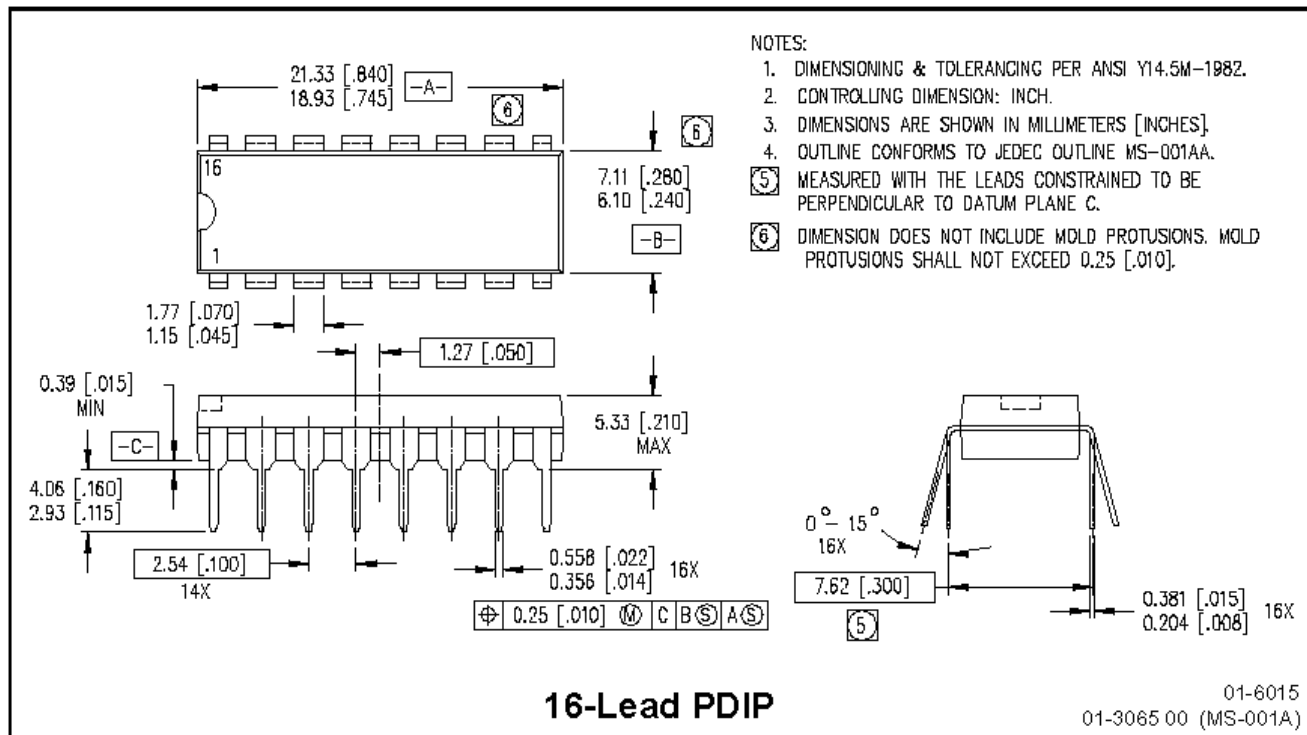 21.33 [.840]
18.93 [.745]
-A-
6
6
16
1
7.11 [.280]
6.10 [.240]
-B-
1.77 [.070]
1.15 [.045]
1.27 [.050]
0.39 [.015]
MIN
-C-
5.33 [.210]
MAX
4.06 [.160]
2.93 [.115]
2.54 [.100]
14X
0.558 [.022]
0.356 [.014]
16X
⌖ 0.25 [.010] Ⓜ C B Ⓢ A Ⓢ
NOTES:
1. DIMENSIONING & TOLERANCING PER ANSI Y14.5M-1982.
2. CONTROLLING DIMENSION: INCH.
3. DIMENSIONS ARE SHOWN IN MILLIMETERS [INCHES].
4. OUTLINE CONFORMS TO JEDEC OUTLINE MS-001AA.
5 MEASURED WITH THE LEADS CONSTRAINED TO BE
PERPENDICULAR TO DATUM PLANE C.
6 DIMENSION DOES NOT INCLUDE MOLD PROTUSIONS. MOLD
PROTUSIONS SHALL NOT EXCEED 0.25 [.010].
0°-15°
16X
7.62 [.300]
5
0.381 [.015]
0.204 [.008]
16X
16-Lead PDIP
01-6015
01-3065 00 (MS-001A)